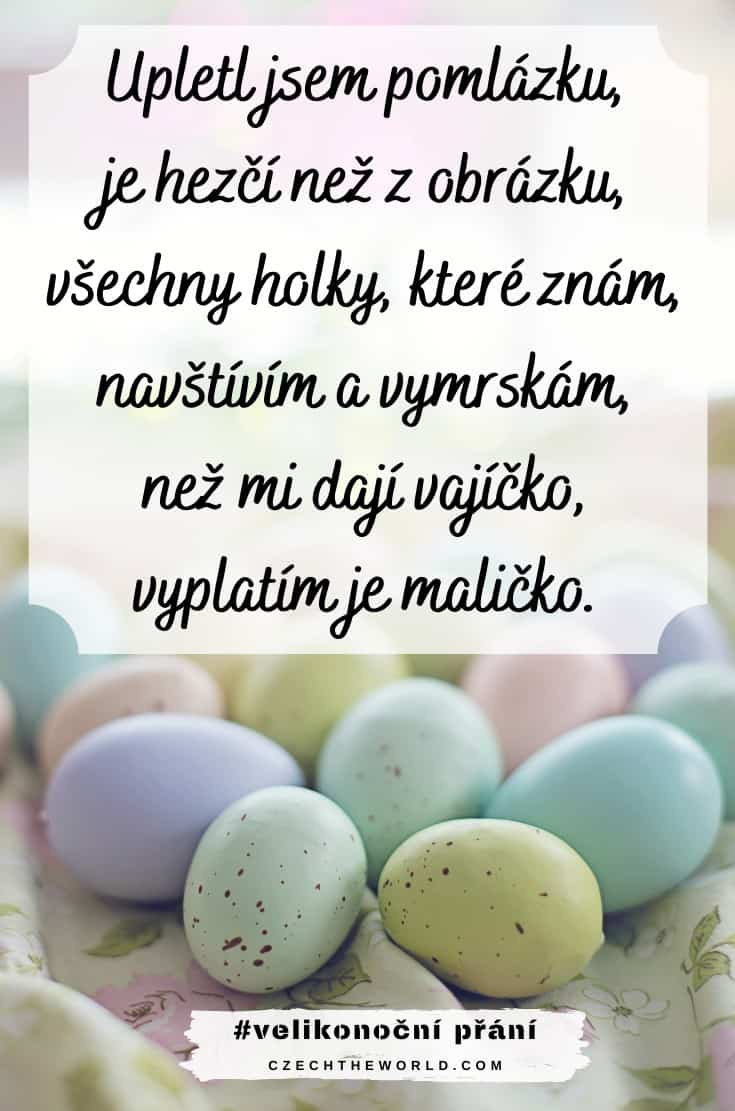 Upletl jsem pomlázku,
je hezčí než z obrázku,
všechny holky, které znám,
navštívím a vymrskám,
než mi dají vajíčko,
vyplatím je maličko.
#velikonoční přání
CZECHTHEWORLD.COM